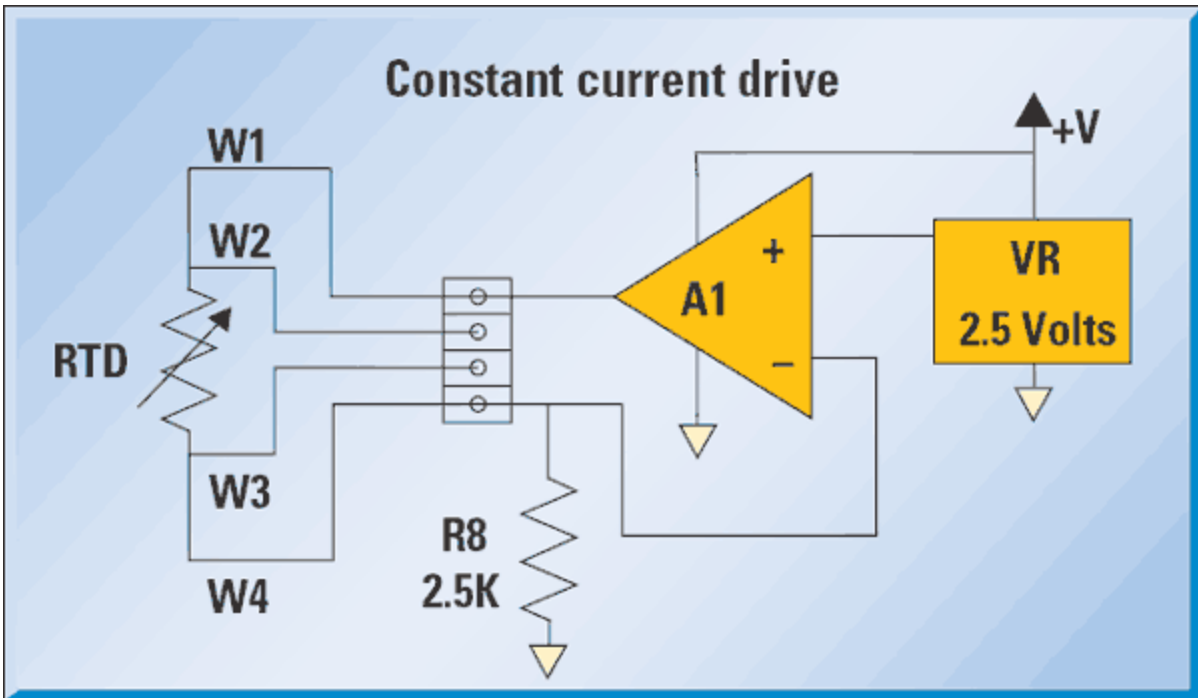 Constant current drive
W1
+V
W2
+
VR
A1
2.5 Volts
RTD
−
W3
R8
2.5K
W4